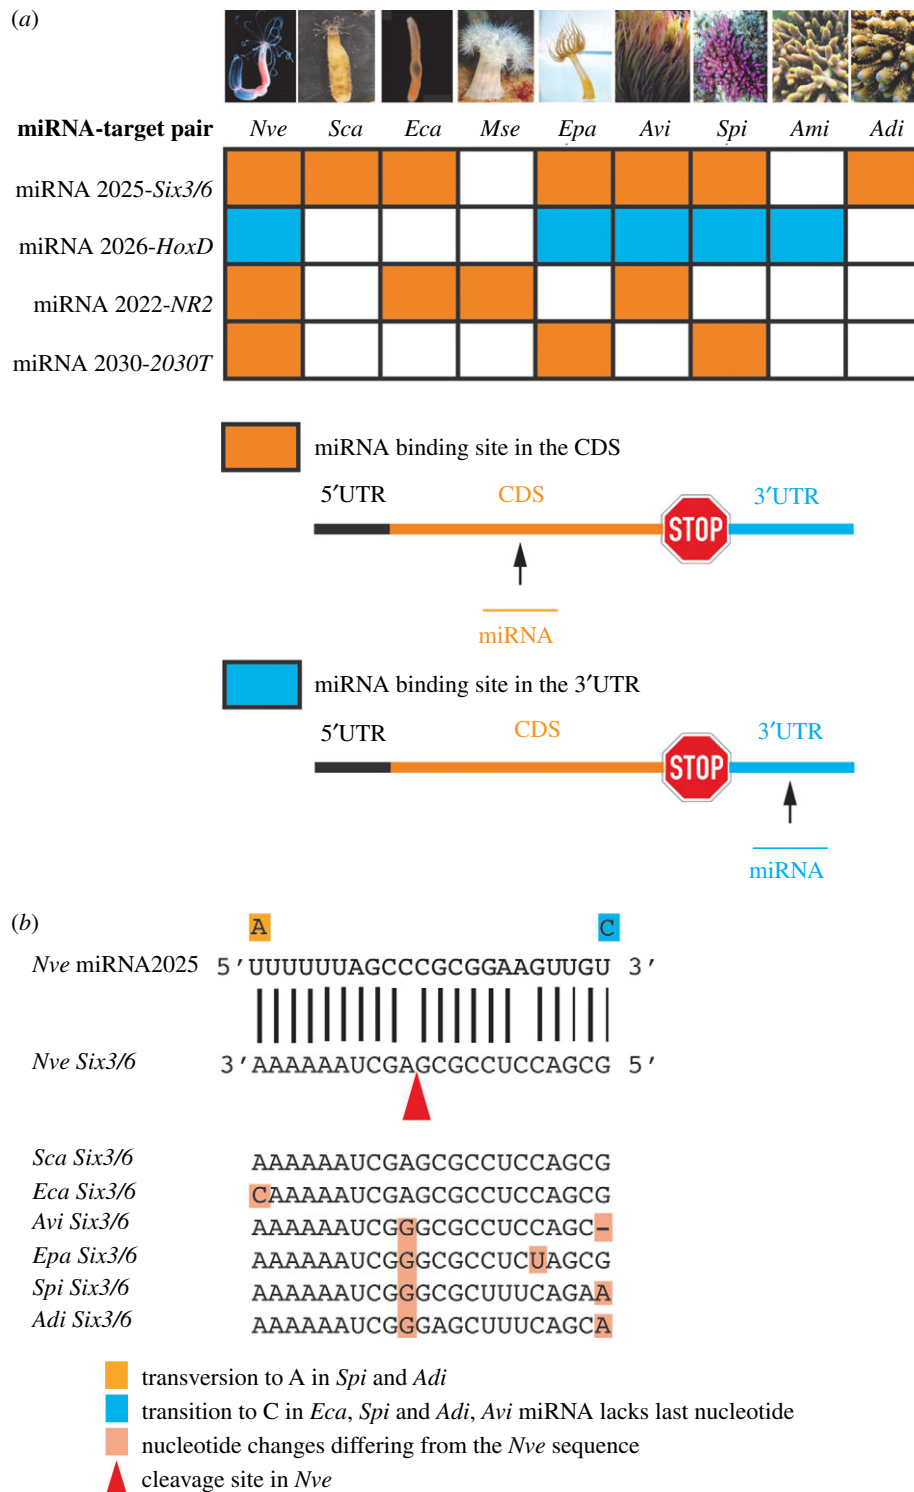 (a)
miRNA-target pair Nve Sca Eca Mse Epa Avi Spi Ami Adi
miRNA 2025-Six3/6
miRNA 2026-HoxD
miRNA 2022-NR2
miRNA 2030-2030T
miRNA binding site in the CDS
5′UTR CDS STOP 3′UTR
miRNA
miRNA binding site in the 3′UTR
5′UTR CDS STOP 3′UTR
miRNA
(b)
A C
Nve miRNA2025 5′UUUUUUAGCCCGCGGAAGUUGU 3′
Nve Six3/6 3′AAAAAAUCGAGCGCCUCCAGCG 5′
Sca Six3/6 AAAAAAUCGAGCGCCUCCAGCG
Eca Six3/6 CAAAAAUCGAGCGCCUCCAGCG
Avi Six3/6 AAAAAAUCGGGCGCCUCCAGC–
Epa Six3/6 AAAAAAUCGGGCGCCUCUAGCG
Spi Six3/6 AAAAAAUCGGGCGCUUUCAGAA
Adi Six3/6 AAAAAAUCGGGAGCUUUCAGCA
transversion to A in Spi and Adi
transition to C in Eca, Spi and Adi, Avi miRNA lacks last nucleotide
nucleotide changes differing from the Nve sequence
cleavage site in Nve